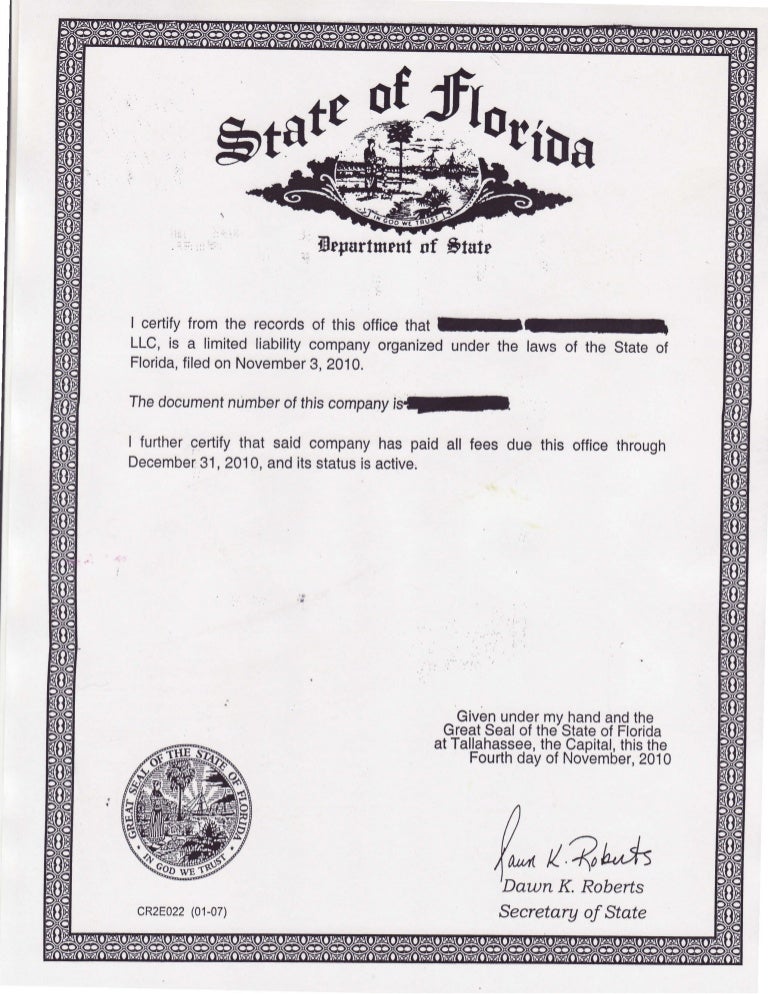 State of Florida
IN GOD WE TRUST
Department of State
I certify from the records of this office that
LLC, is a limited liability company organized under the laws of the State of
Florida, filed on November 3, 2010.
The document number of this company is
I further certify that said company has paid all fees due this office through
December 31, 2010, and its status is active.
Given under my hand and the
Great Seal of the State of Florida
at Tallahassee, the Capital, this the
Fourth day of November, 2010
GREAT SEAL OF THE STATE OF FLORIDA
IN GOD WE TRUST
Dawn K. Roberts
Dawn K. Roberts
Secretary of State
CR2E022 (01-07)